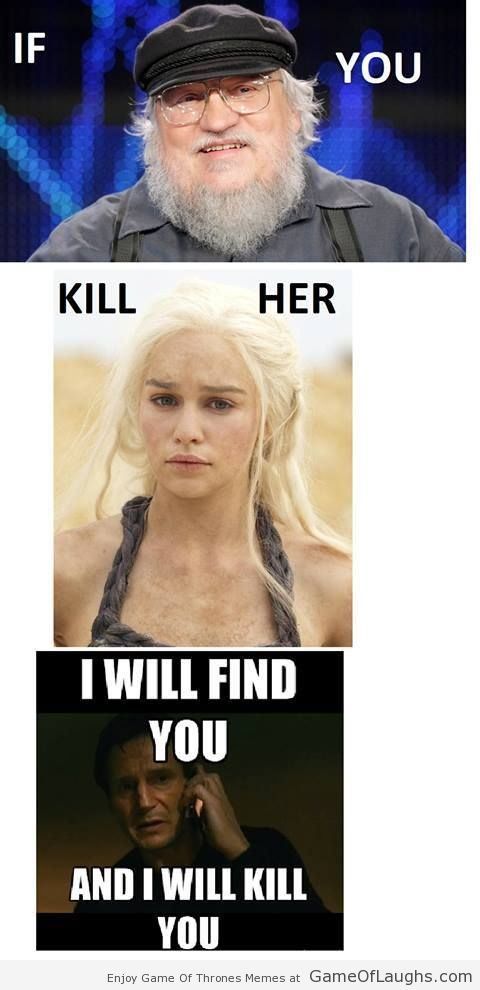 IF YOU
KILL HER
I WILL FIND
YOU
AND I WILL KILL
YOU
Enjoy Game Of Thrones Memes at GameOfLaughs.com